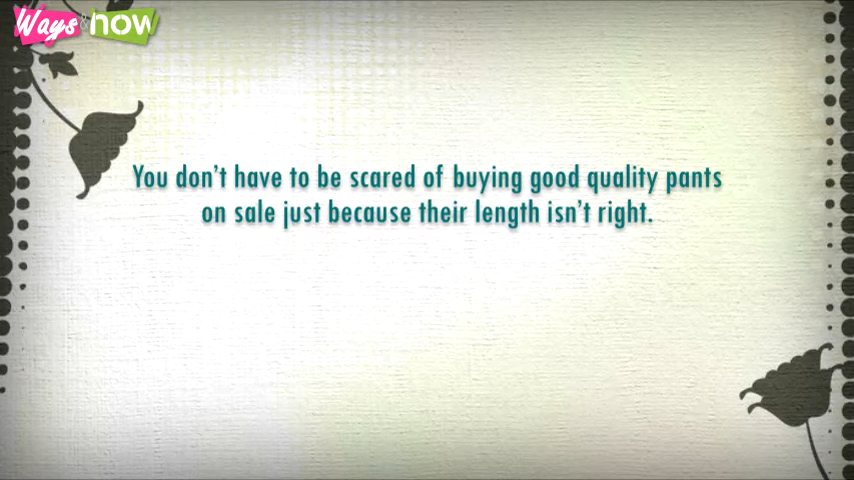 Ways & how
You don't have to be scared of buying good quality pants
on sale just because their length isn't right.